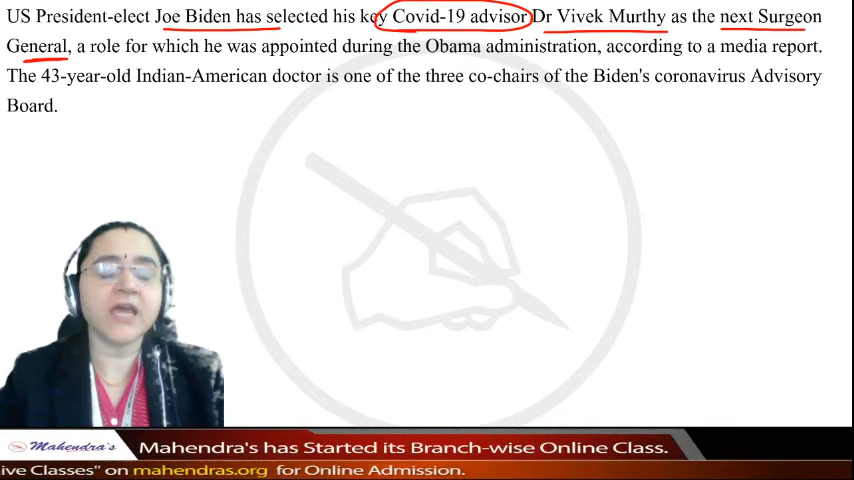 US President-elect Joe Biden has selected his key Covid-19 advisor Dr Vivek Murthy as the next Surgeon
General, a role for which he was appointed during the Obama administration, according to a media report.
The 43-year-old Indian-American doctor is one of the three co-chairs of the Biden's coronavirus Advisory
Board.
Mahendra's
Mahendra's has Started its Branch-wise Online Class.
ive Classes" on mahendras.org for Online Admission.